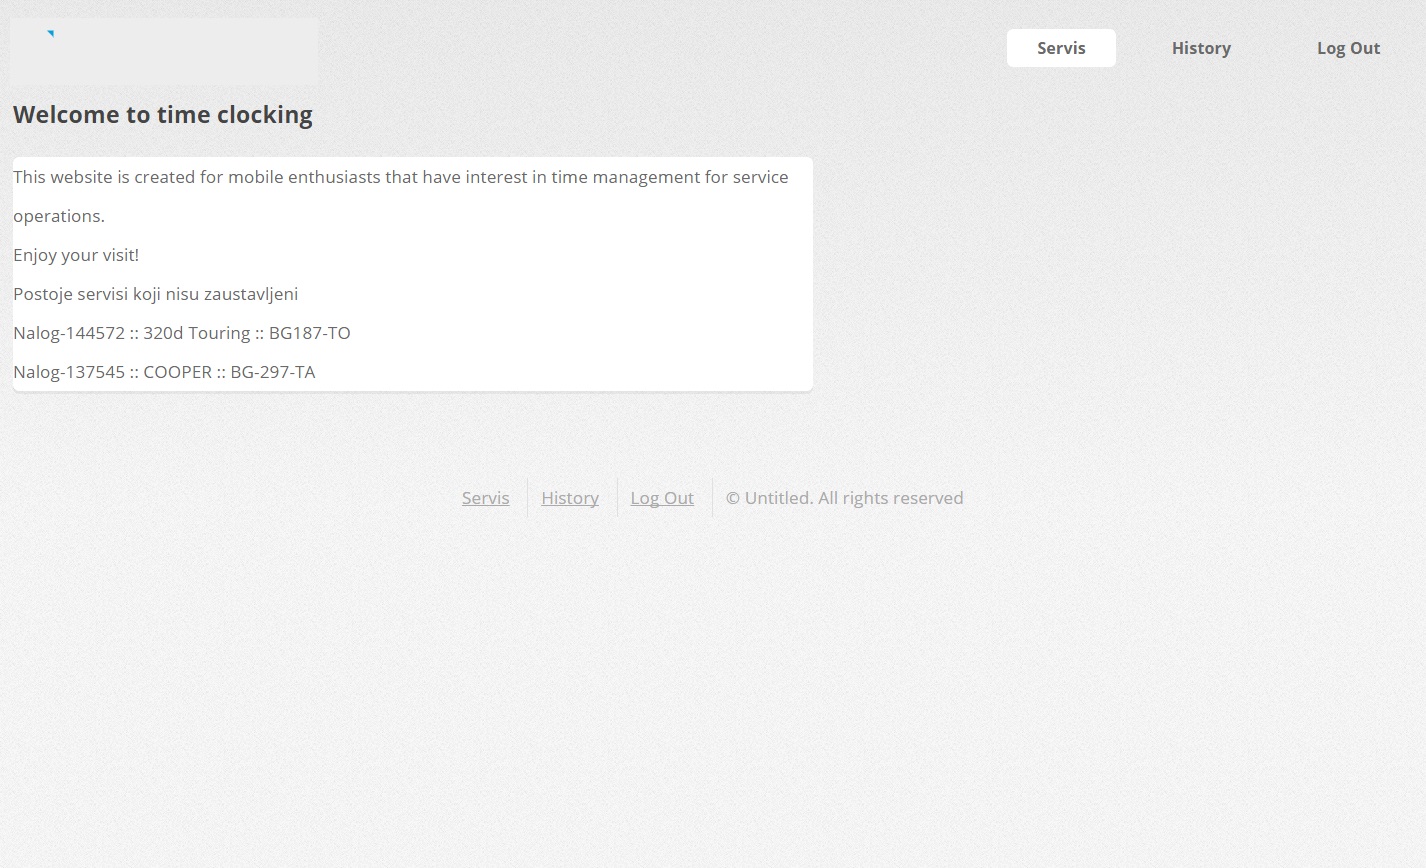 Servis
History
Log Out
Welcome to time clocking
This website is created for mobile enthusiasts that have interest in time management for service
operations.
Enjoy your visit!
Postoje servisi koji nisu zaustavljeni
Nalog-144572 :: 320d Touring :: BG187-TO
Nalog-137545 :: COOPER :: BG-297-TA
Servis History Log Out © Untitled. All rights reserved